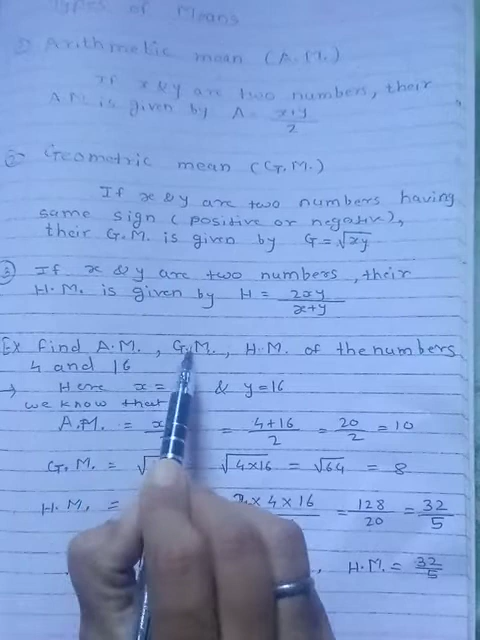 Types of Means
1) Arithmetic mean (A.M.)
If x & y are two numbers, their
A.M. is given by A = x+y/2
2) Geometric mean (G.M.)
If x & y are two numbers having
same sign (positive or negative),
their G.M. is given by G = √xy
3) If x & y are two numbers, their
H.M. is given by H = 2xy/x+y
Ex find A.M., G.M., H.M. of the numbers
4 and 16
→ Here x = & y = 16
we know that
A.M. = x = 4+16/2 = 20/2 = 10
G.M. = √ √4×16 = √64 = 8
H.M. = 2×4×16 = 128/20 = 32/5
, H.M. = 32/5